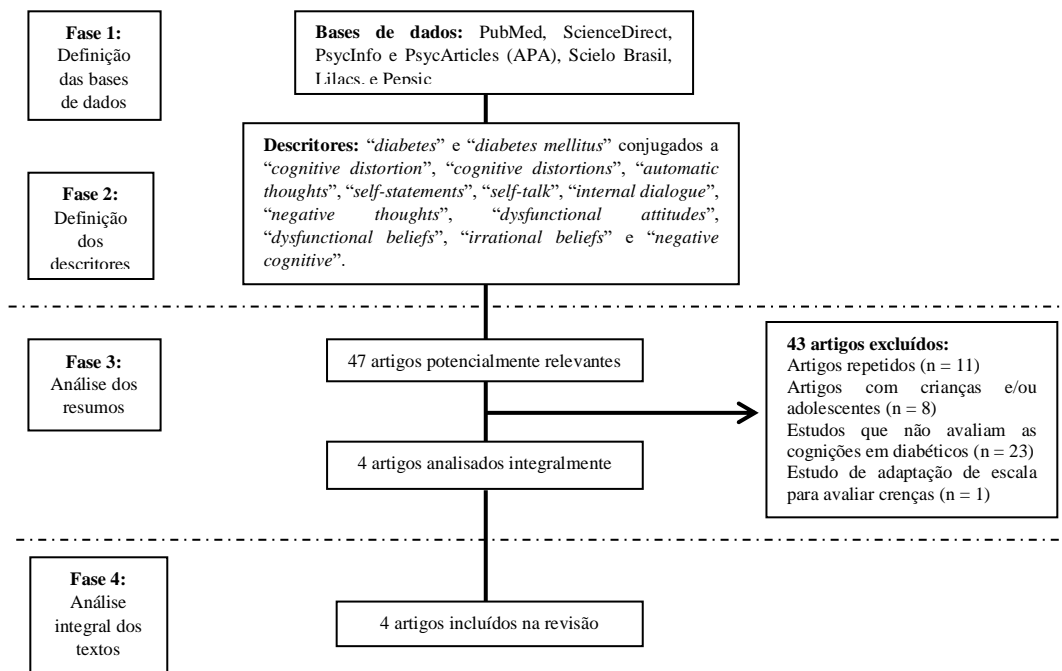 Fase 1:
Definição
das bases
de dados
Bases de dados: PubMed, ScienceDirect,
PsycInfo e PsycArticles (APA), Scielo Brasil,
Lilacs, e Pepsic
Fase 2:
Definição
dos
descritores
Descritores: “diabetes” e “diabetes mellitus” conjugados a
“cognitive distortion”, “cognitive distortions”, “automatic
thoughts”, “self-statements”, “self-talk”, “internal dialogue”,
“negative thoughts”, “dysfunctional attitudes”,
“dysfunctional beliefs”, “irrational beliefs” e “negative
cognitive”.
Fase 3:
Análise dos
resumos
47 artigos potencialmente relevantes
43 artigos excluídos:
Artigos repetidos (n = 11)
Artigos com crianças e/ou
adolescentes (n = 8)
Estudos que não avaliam as
cognições em diabéticos (n = 23)
Estudo de adaptação de escala
para avaliar crenças (n = 1)
4 artigos analisados integralmente
Fase 4:
Análise
integral dos
textos
4 artigos incluídos na revisão